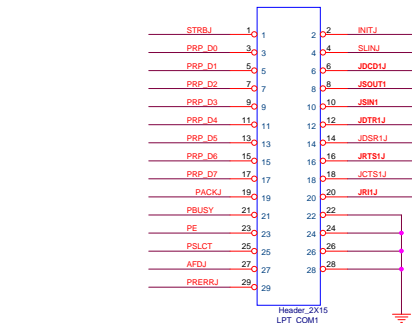 STRBJ 1 1 2 2 INITJ
PRP_D0 3 3 4 4 SLINJ
PRP_D1 5 5 6 6 JDCD1J
PRP_D2 7 7 8 8 JSOUT1
PRP_D3 9 9 10 10 JSIN1
PRP_D4 11 11 12 12 JDTR1J
PRP_D5 13 13 14 14 JDSR1J
PRP_D6 15 15 16 16 JRTS1J
PRP_D7 17 17 18 18 JCTS1J
PACKJ 19 19 20 20 JRI1J
PBUSY 21 21 22 22
PE 23 23 24 24
PSLCT 25 25 26 26
AFDJ 27 27 28 28
PRERRJ 29 29
Header_2X15
LPT_COM1